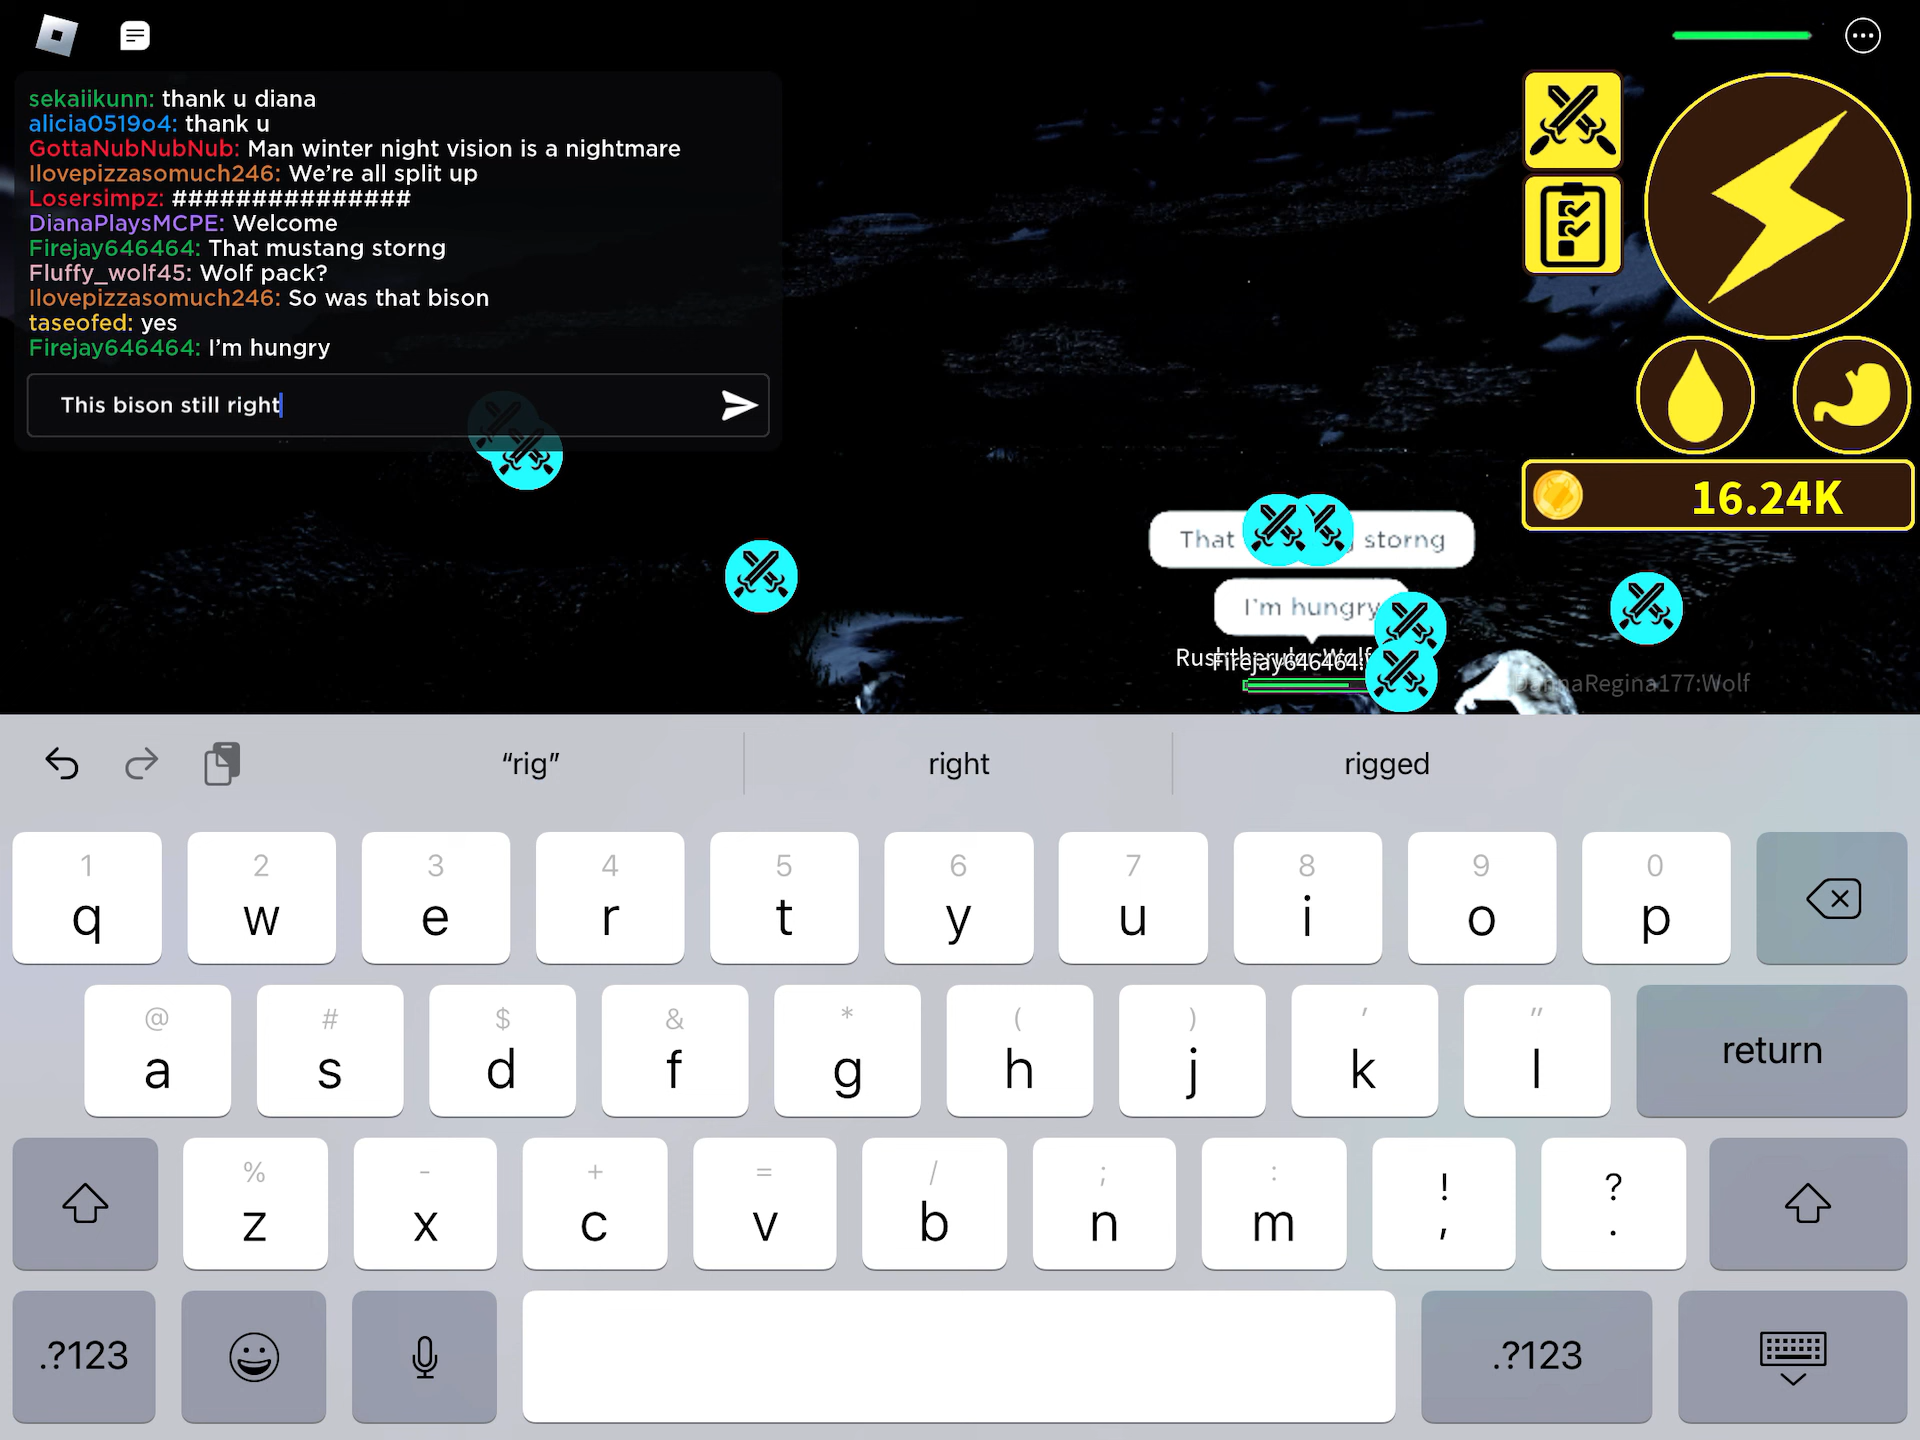 sekaiikunn: thank u diana
alicia0519o4: thank u
GottaNubNubNub: Man winter night vision is a nightmare
Ilovepizzasomuch246: We're all split up
Losersimpz: ###############
DianaPlaysMCPE: Welcome
Firejay646464: That mustang storng
Fluffy_wolf45: Wolf pack?
Ilovepizzasomuch246: So was that bison
taseofed: yes
Firejay646464: I'm hungry
This bison still right
16.24K
That storng
I'm hungry
Firejay646464:
Regina177:Wolf
“rig” right rigged
1 2 3 4 5 6 7 8 9 0
q w e r t y u i o p
@ # $ & * ( ) ' "
a s d f g h j k l return
% - + = / ; : ! ?
z x c v b n m , .
.?123 .?123